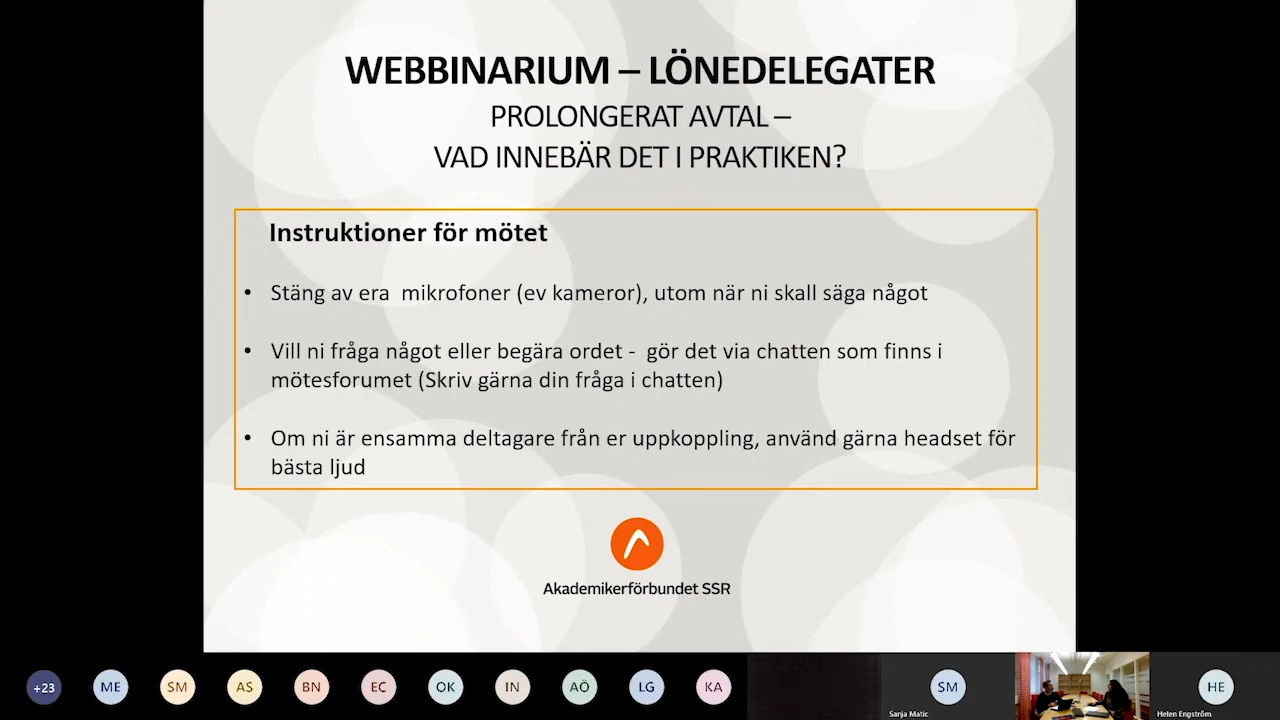 WEBBINARIUM – LÖNEDELEGATER
PROLONGERAT AVTAL –
VAD INNEBÄR DET I PRAKTIKEN?
Instruktioner för mötet
• Stäng av era mikrofoner (ev kameror), utom när ni skall säga något
• Vill ni fråga något eller begära ordet - gör det via chatten som finns i
mötesforumet (Skriv gärna din fråga i chatten)
• Om ni är ensamma deltagare från er uppkoppling, använd gärna headset för
bästa ljud
Akademikerförbundet SSR
+23 ME SM AS BN EC OK IN AÖ LG KA SM HE
Sanja Matic Helen Engström